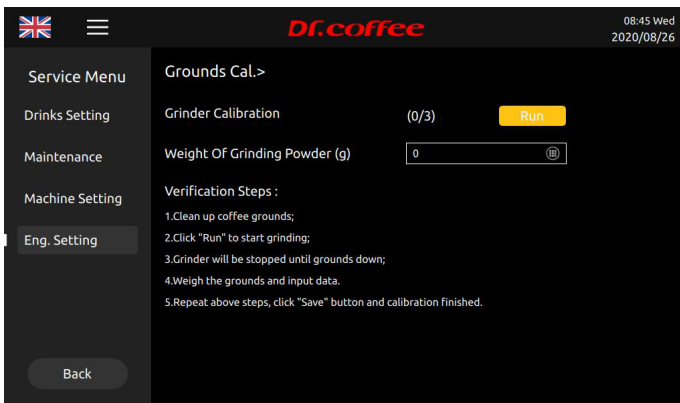 Dr.coffee
08:45 Wed
2020/08/26
Service Menu
Drinks Setting
Maintenance
Machine Setting
Eng. Setting
Back
Grounds Cal.>
Grinder Calibration (0/3) Run
Weight Of Grinding Powder (g) 0
Verification Steps :
1.Clean up coffee grounds;
2.Click "Run" to start grinding;
3.Grinder will be stopped until grounds down;
4.Weigh the grounds and input data.
5.Repeat above steps, click "Save" button and calibration finished.